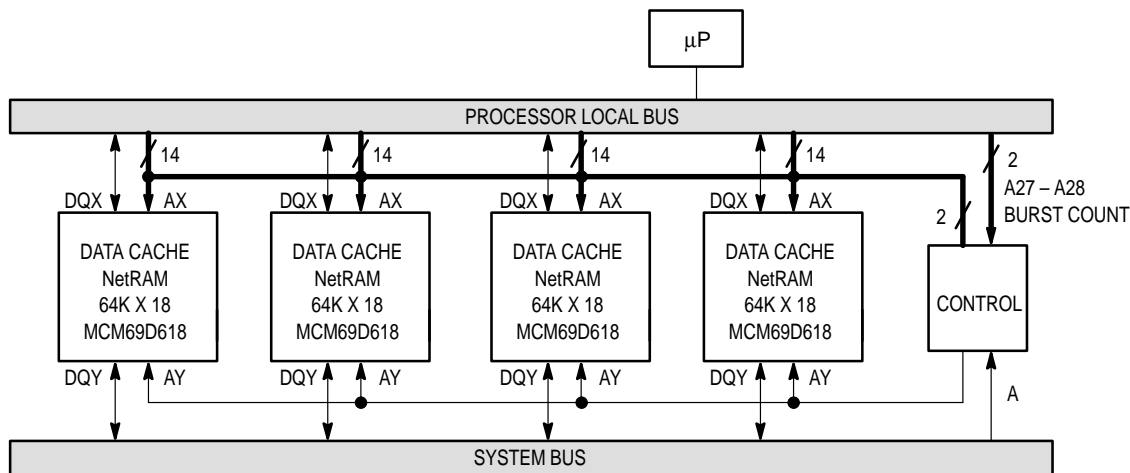 μP
PROCESSOR LOCAL BUS
14 14 14 14 2
A27 – A28
BURST COUNT
2
DQX AX DQX AX DQX AX DQX AX
DATA CACHE
NetRAM
64K X 18
MCM69D618
DATA CACHE
NetRAM
64K X 18
MCM69D618
DATA CACHE
NetRAM
64K X 18
MCM69D618
DATA CACHE
NetRAM
64K X 18
MCM69D618
CONTROL
DQY AY DQY AY DQY AY DQY AY
A
SYSTEM BUS